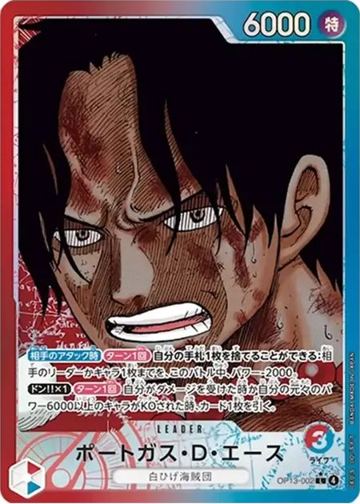 6000 特
相手のアタック時 ターン1回 自分の手札1枚を捨てることができる:相
手のリーダーかキャラ1枚までを、このバトル中、パワー-2000。
ドン!!×1 ターン1回 自分がダメージを受けた時か自分の元々のパ
ワー6000以上のキャラがKOされた時、カード1枚を引く。
LEADER
ポートガス・D・エース
白ひげ海賊団
3
ライフ
OP13-002 L 4